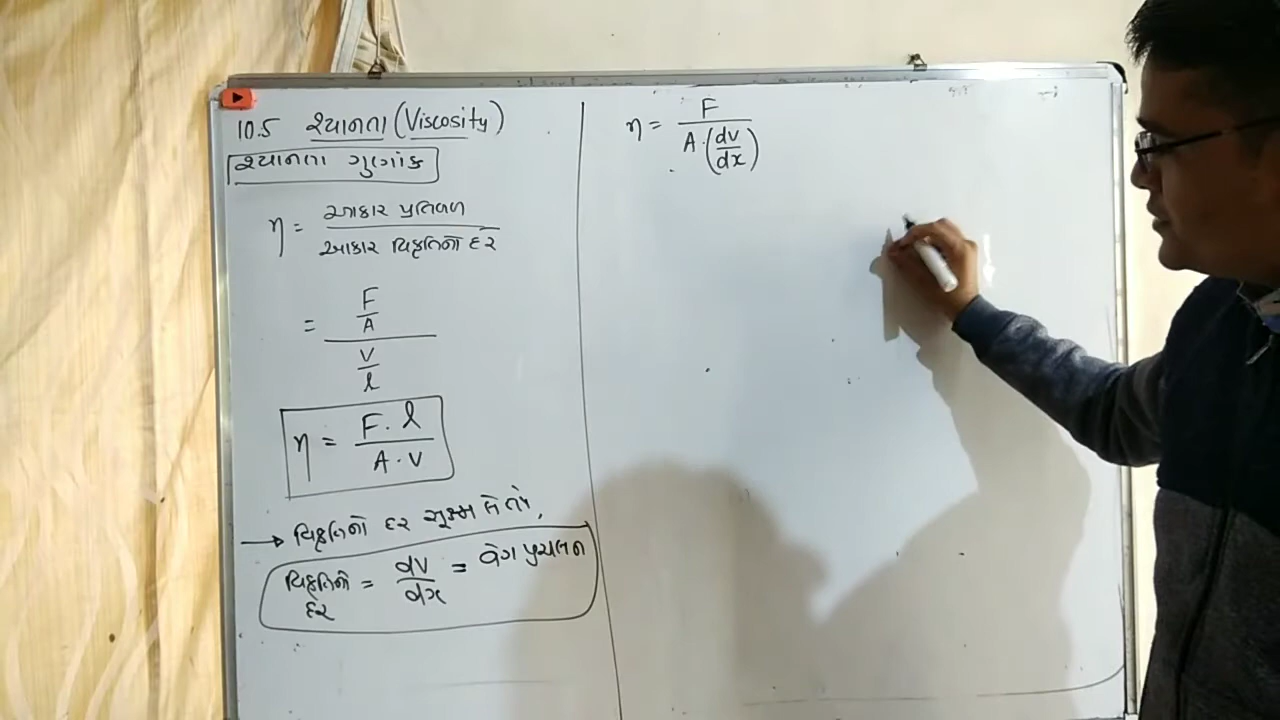 10.5 શ્યાનતા (Viscosity)
શ્યાનતા ગુણાંક
η = આકાર પ્રતિબળ / આકાર વિકૃતિનો દર
= (F/A) / (v/l)
η = F · l / A · v
→ વિકૃતિનો દર સૂક્ષ્મ લેતાં,
વિકૃતિનો દર = dv/dx = વેગ પ્રચલન
η = F / A · (dv/dx)